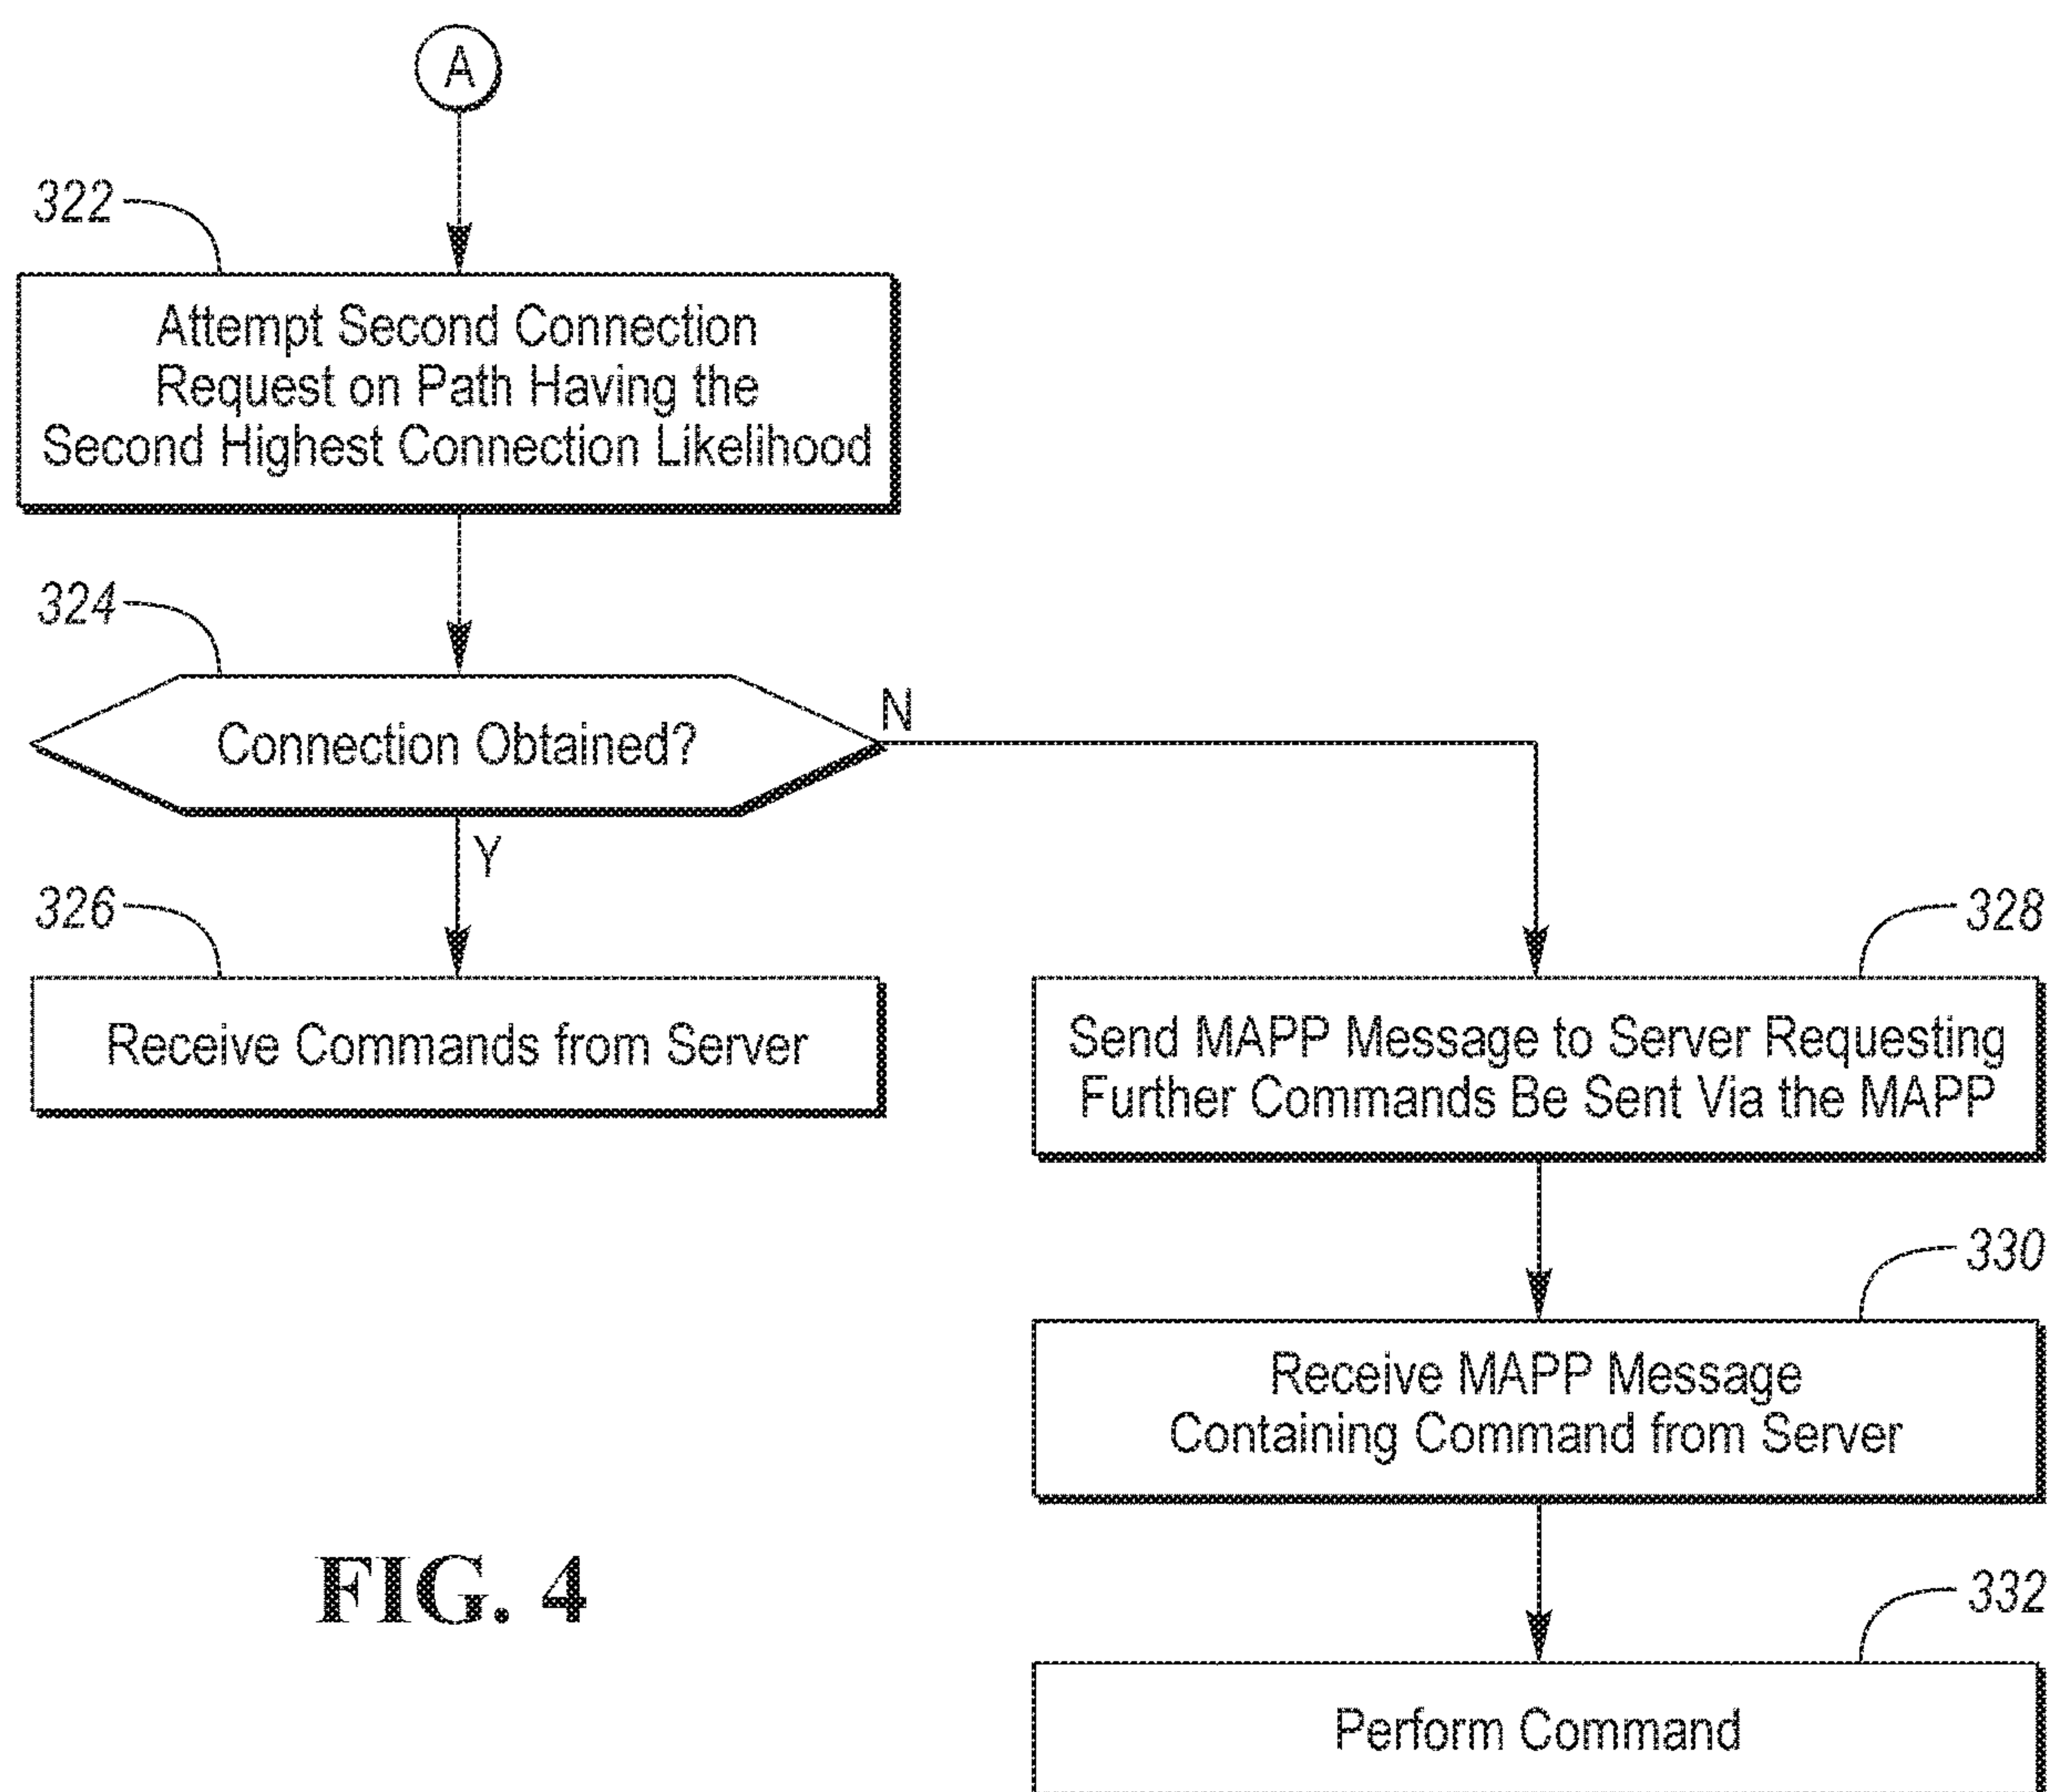 A
322
Attempt Second Connection
Request on Path Having the
Second Highest Connection Likelihood
324
Connection Obtained?
N
Y
326
Receive Commands from Server
328
Send MAPP Message to Server Requesting
Further Commands Be Sent Via the MAPP
330
Receive MAPP Message
Containing Command from Server
332
Perform Command
FIG. 4